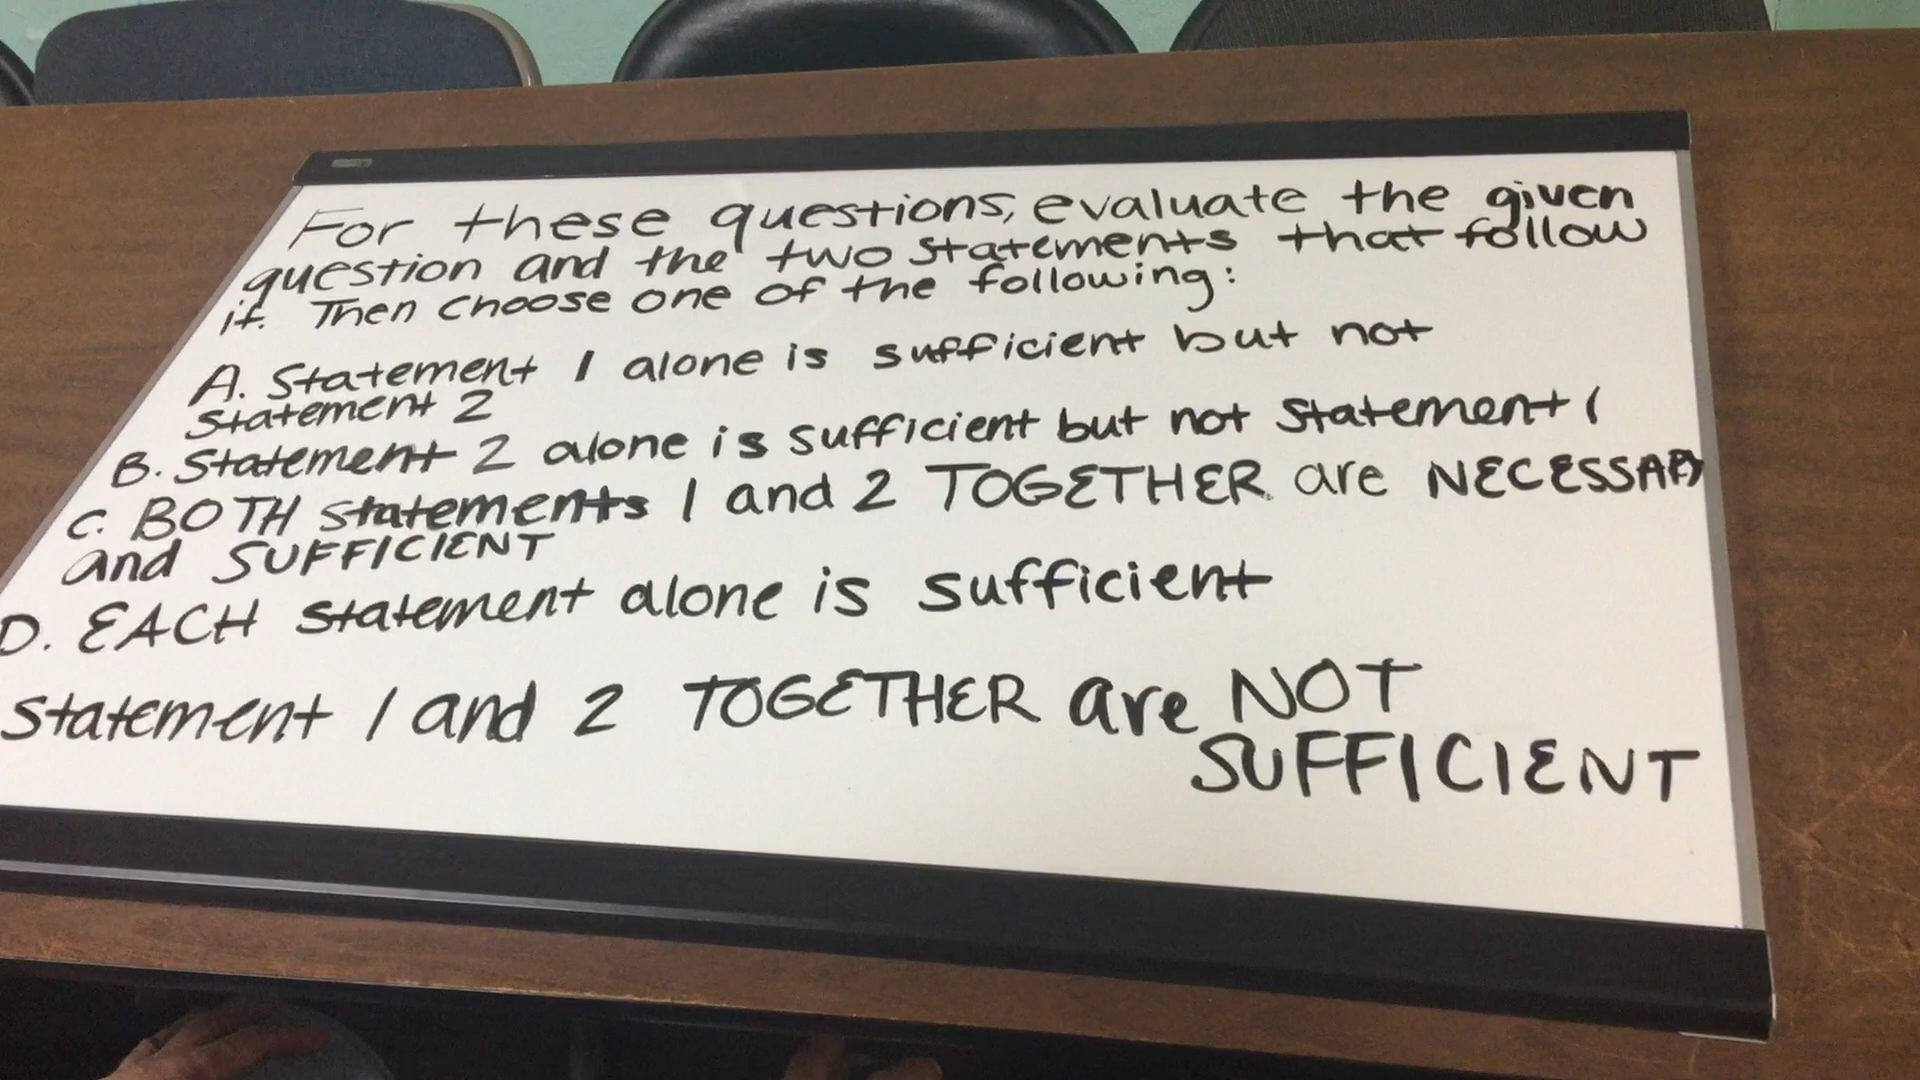 For these questions, evaluate the given
question and the two statements that follow
it. Then choose one of the following:
A. Statement 1 alone is sufficient but not
statement 2
B. Statement 2 alone is sufficient but not statement 1
C. BOTH statements 1 and 2 TOGETHER are NECESSARY
and SUFFICIENT
D. EACH statement alone is sufficient
Statement 1 and 2 TOGETHER are NOT
SUFFICIENT